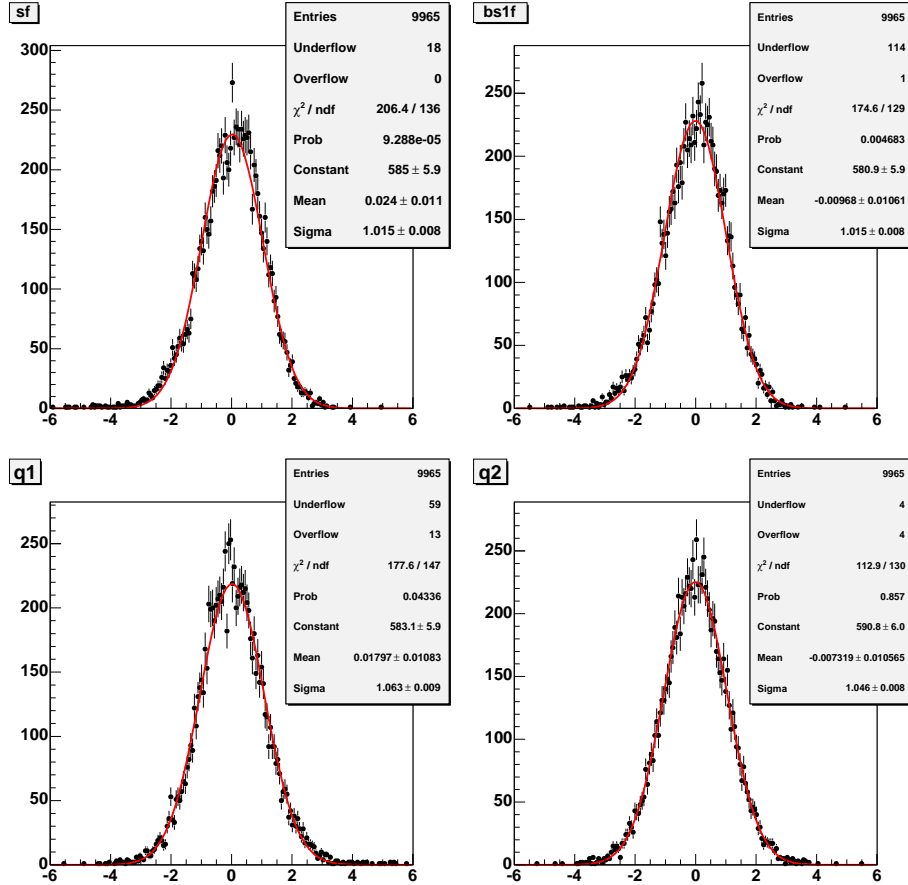 sf
Entries 9965
Underflow 18
Overflow 0
χ² / ndf 206.4 / 136
Prob 9.288e-05
Constant 585 ± 5.9
Mean 0.024 ± 0.011
Sigma 1.015 ± 0.008
300
250
200
150
100
50
0
-6 -4 -2 0 2 4 6
bs1f
Entries 9965
Underflow 114
Overflow 1
χ² / ndf 174.6 / 129
Prob 0.004683
Constant 580.9 ± 5.9
Mean -0.00968 ± 0.01061
Sigma 1.015 ± 0.008
250
200
150
100
50
0
-6 -4 -2 0 2 4 6
q1
Entries 9965
Underflow 59
Overflow 13
χ² / ndf 177.6 / 147
Prob 0.04336
Constant 583.1 ± 5.9
Mean 0.01797 ± 0.01083
Sigma 1.063 ± 0.009
250
200
150
100
50
0
-6 -4 -2 0 2 4 6
q2
Entries 9965
Underflow 4
Overflow 4
χ² / ndf 112.9 / 130
Prob 0.857
Constant 590.8 ± 6.0
Mean -0.007319 ± 0.010565
Sigma 1.046 ± 0.008
250
200
150
100
50
0
-6 -4 -2 0 2 4 6